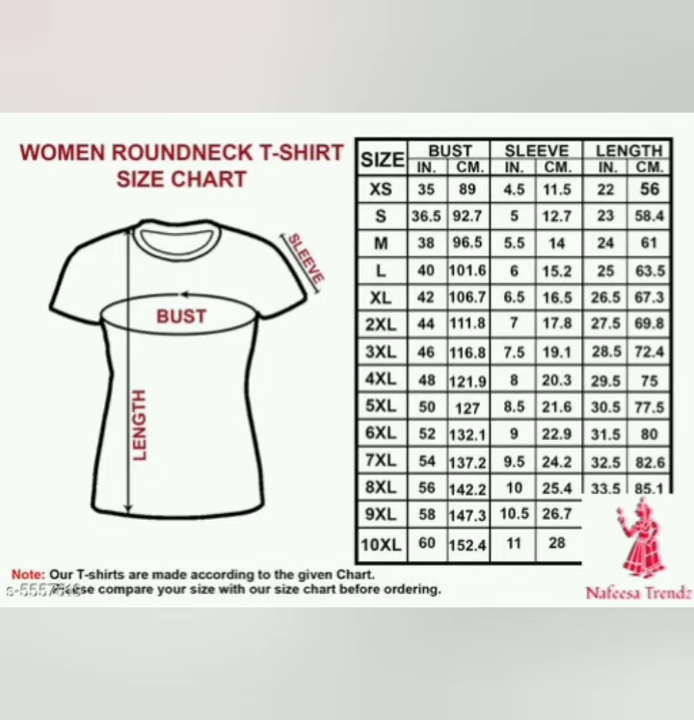 WOMEN ROUNDNECK T-SHIRT
SIZE CHART
SLEEVE
BUST
LENGTH
SIZE BUST SLEEVE LENGTH
IN. CM. IN. CM. IN. CM.
XS 35 89 4.5 11.5 22 56
S 36.5 92.7 5 12.7 23 58.4
M 38 96.5 5.5 14 24 61
L 40 101.6 6 15.2 25 63.5
XL 42 106.7 6.5 16.5 26.5 67.3
2XL 44 111.8 7 17.8 27.5 69.8
3XL 46 116.8 7.5 19.1 28.5 72.4
4XL 48 121.9 8 20.3 29.5 75
5XL 50 127 8.5 21.6 30.5 77.5
6XL 52 132.1 9 22.9 31.5 80
7XL 54 137.2 9.5 24.2 32.5 82.6
8XL 56 142.2 10 25.4 33.5 85.1
9XL 58 147.3 10.5 26.7
10XL 60 152.4 11 28
Note: Our T-shirts are made according to the given Chart.
compare your size with our size chart before ordering.
Nafeesa Trendz